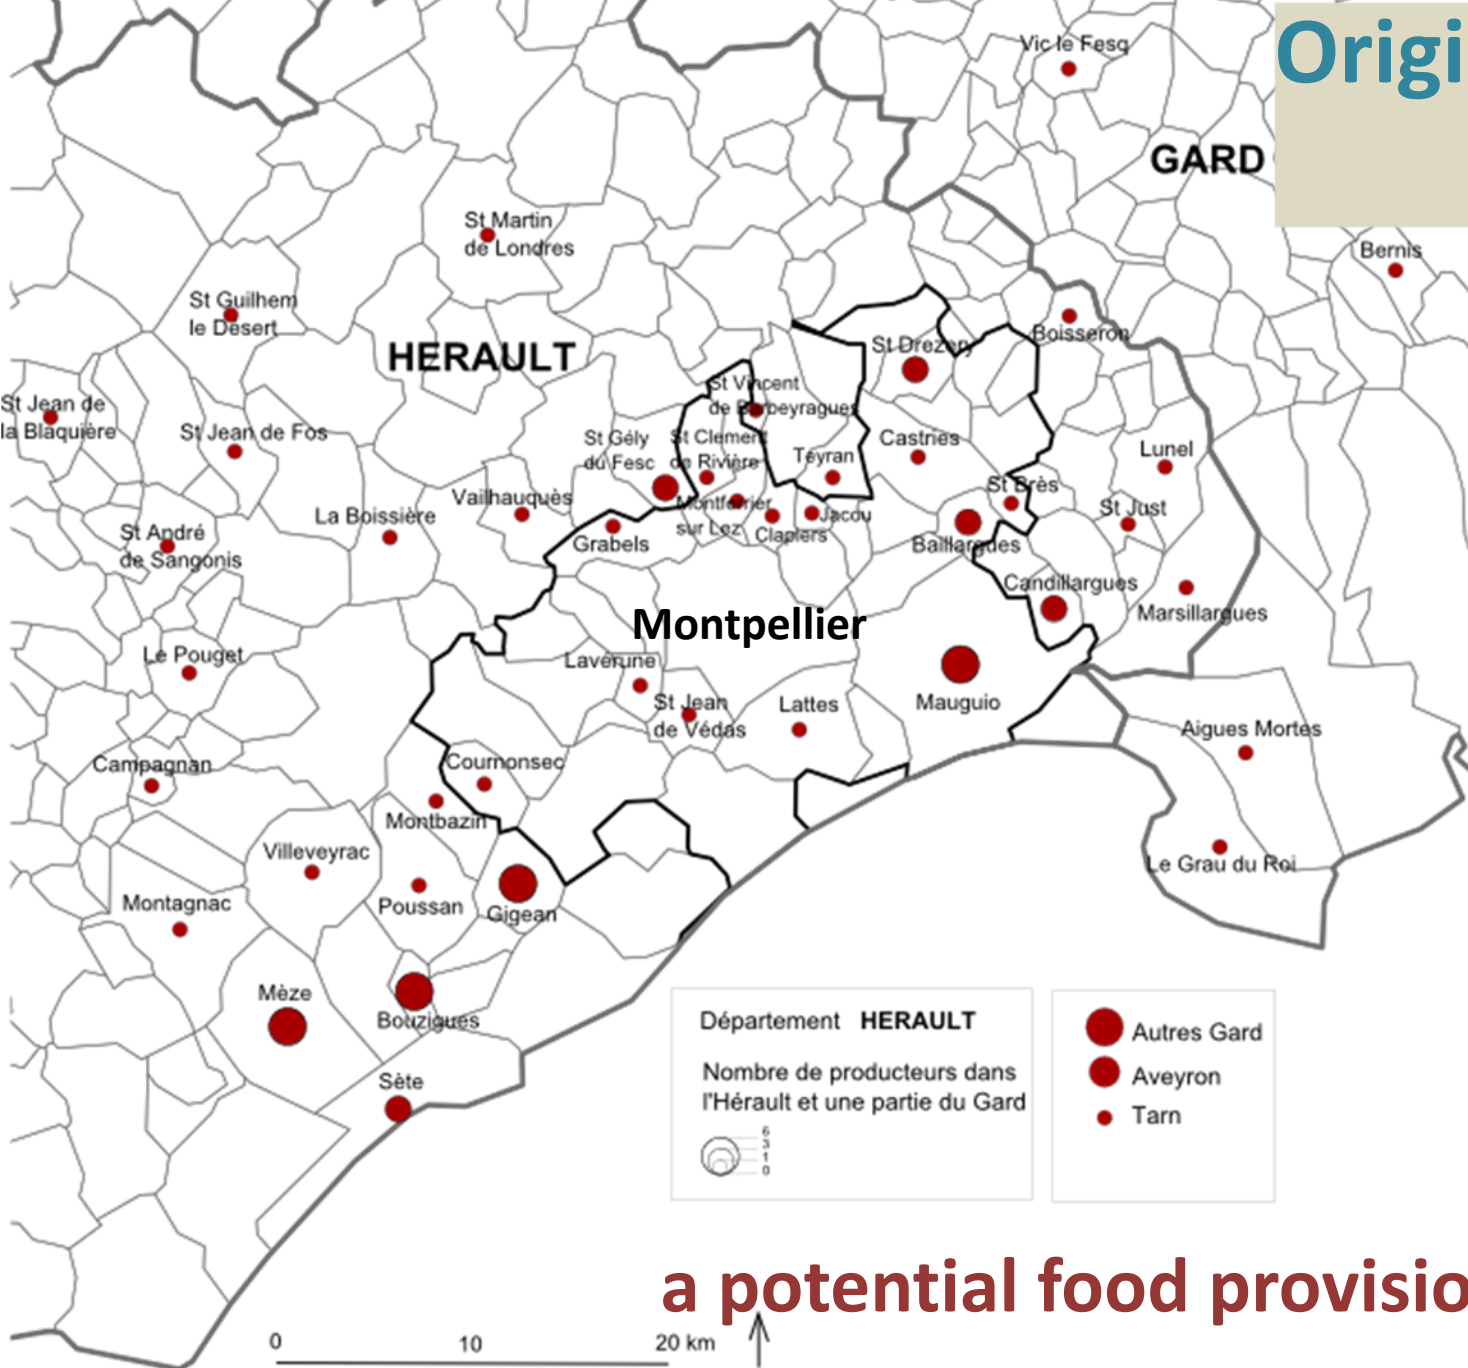 Origi
Vic le Fesq
GARD
St Martin
de Londres
Bernis
St Guilhem
le Désert
Boisseron
HERAULT
St Drezery
St Vincent
de Barbeyragues
St Jean de
la Blaquière
St Jean de Fos
St Gély
du Fesc
St Clement
de Rivière
Téyran
Castries
Lunel
Vailhauquès
La Boissière
St Brès
St Just
Montferrier
sur Lez
Jacou
Clapiers
Grabels
Baillargues
St André
de Sangonis
Candillargues
Marsillargues
Montpellier
Le Pouget
Laverune
St Jean
de Védas
Lattes
Mauguio
Aigues Mortes
Campagnan
Cournonsec
Montbazin
Villeveyrac
Le Grau du Roi
Montagnac
Poussan
Gigean
Mèze
Bouzigues
Sète
Département HERAULT
Nombre de producteurs dans
l'Hérault et une partie du Gard
6
3
1
0
Autres Gard
Aveyron
Tarn
a potential food provisio
0 10 20 km